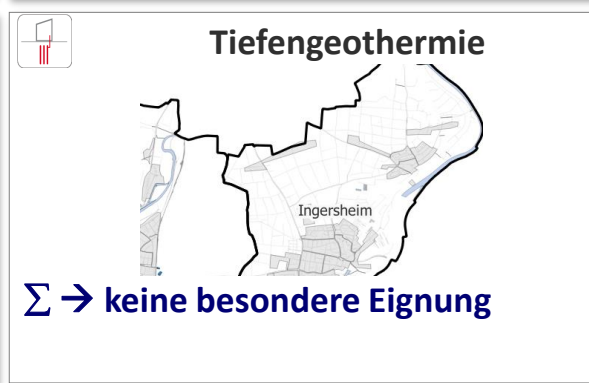 Tiefengeothermie
Ingersheim
∑ → keine besondere Eignung